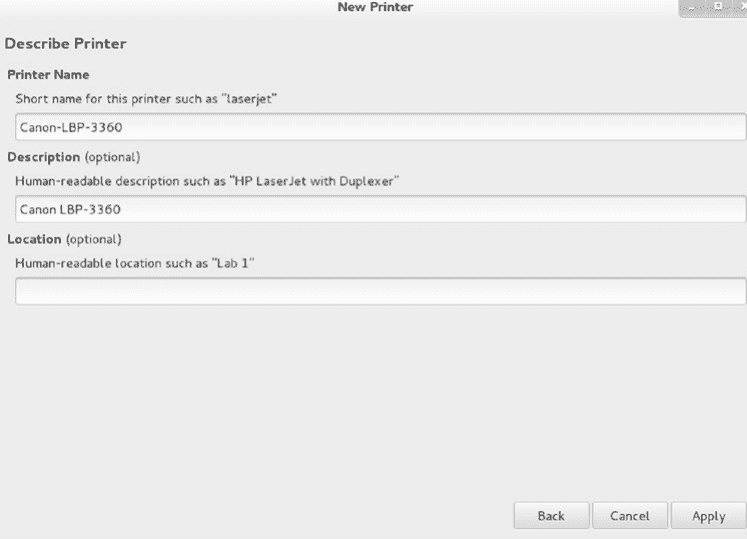 New Printer
Describe Printer
Printer Name
Short name for this printer such as "laserjet"
Canon-LBP-3360
Description (optional)
Human-readable description such as "HP LaserJet with Duplexer"
Canon LBP-3360
Location (optional)
Human-readable location such as "Lab 1"
Back Cancel Apply